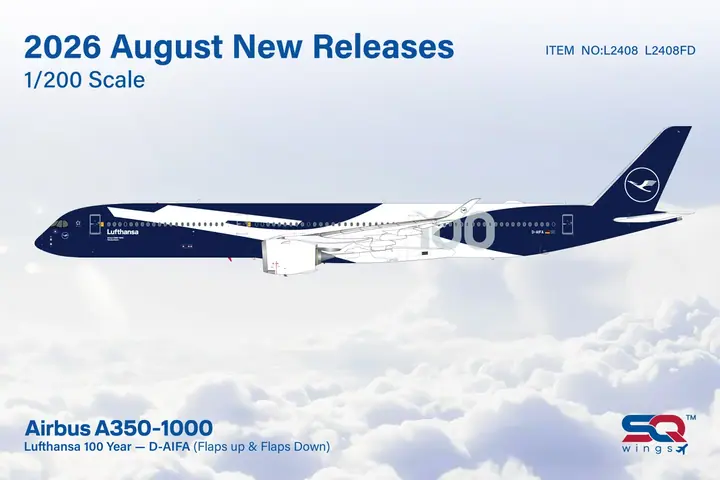 2026 August New Releases
1/200 Scale
ITEM NO:L2408 L2408FD
Lufthansa
100
D-AIFA
Airbus A350-1000
Lufthansa 100 Year — D-AIFA (Flaps up & Flaps Down)
SQ™
wings